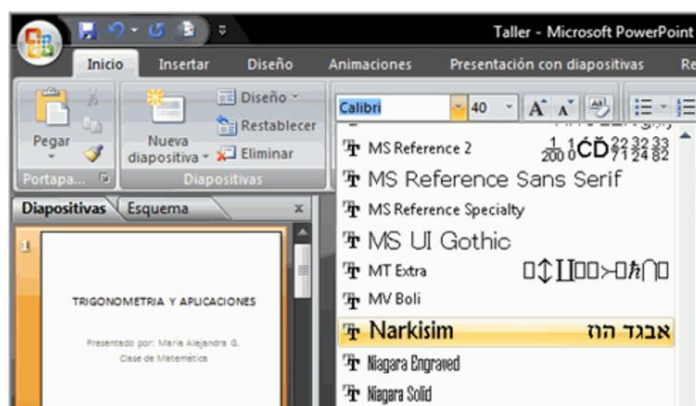 Taller - Microsoft PowerPoint
Inicio Insertar Diseño Animaciones Presentación con diapositivas
Pegar
Portapa...
Nueva diapositiva
Diseño
Restablecer
Eliminar
Diapositivas
Calibri 40
MS Reference 2
MS Reference Sans Serif
MS Reference Specialty
MS UI Gothic
MT Extra
MV Boli
Narkisim אבגד הוז
Niagara Engraved
Niagara Solid
Diapositivas Esquema x
1
TRIGONOMETRIA Y APLICACIONES
Presentado por: María Alejandra G.
Clase de Matemática